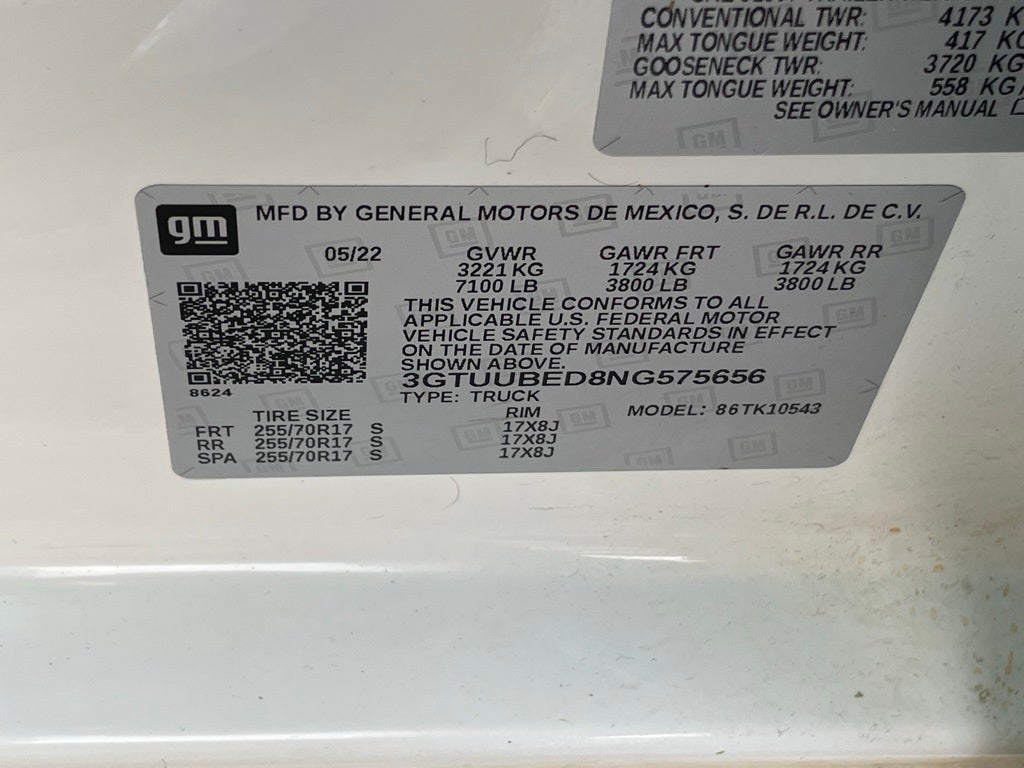 CONVENTIONAL TWR: 4173 K
MAX TONGUE WEIGHT: 417 KG
GOOSENECK TWR: 3720 KG
MAX TONGUE WEIGHT: 558 KG/
SEE OWNER'S MANUAL
gm MFD BY GENERAL MOTORS DE MEXICO, S. DE R.L. DE C.V.
05/22 GVWR GAWR FRT GAWR RR
3221 KG 1724 KG 1724 KG
7100 LB 3800 LB 3800 LB
THIS VEHICLE CONFORMS TO ALL
APPLICABLE U.S. FEDERAL MOTOR
VEHICLE SAFETY STANDARDS IN EFFECT
ON THE DATE OF MANUFACTURE
SHOWN ABOVE.
3GTUUBED8NG575656
8624
TYPE: TRUCK
TIRE SIZE RIM MODEL: 86TK10543
FRT 255/70R17 S 17X8J
RR 255/70R17 S 17X8J
SPA 255/70R17 S 17X8J